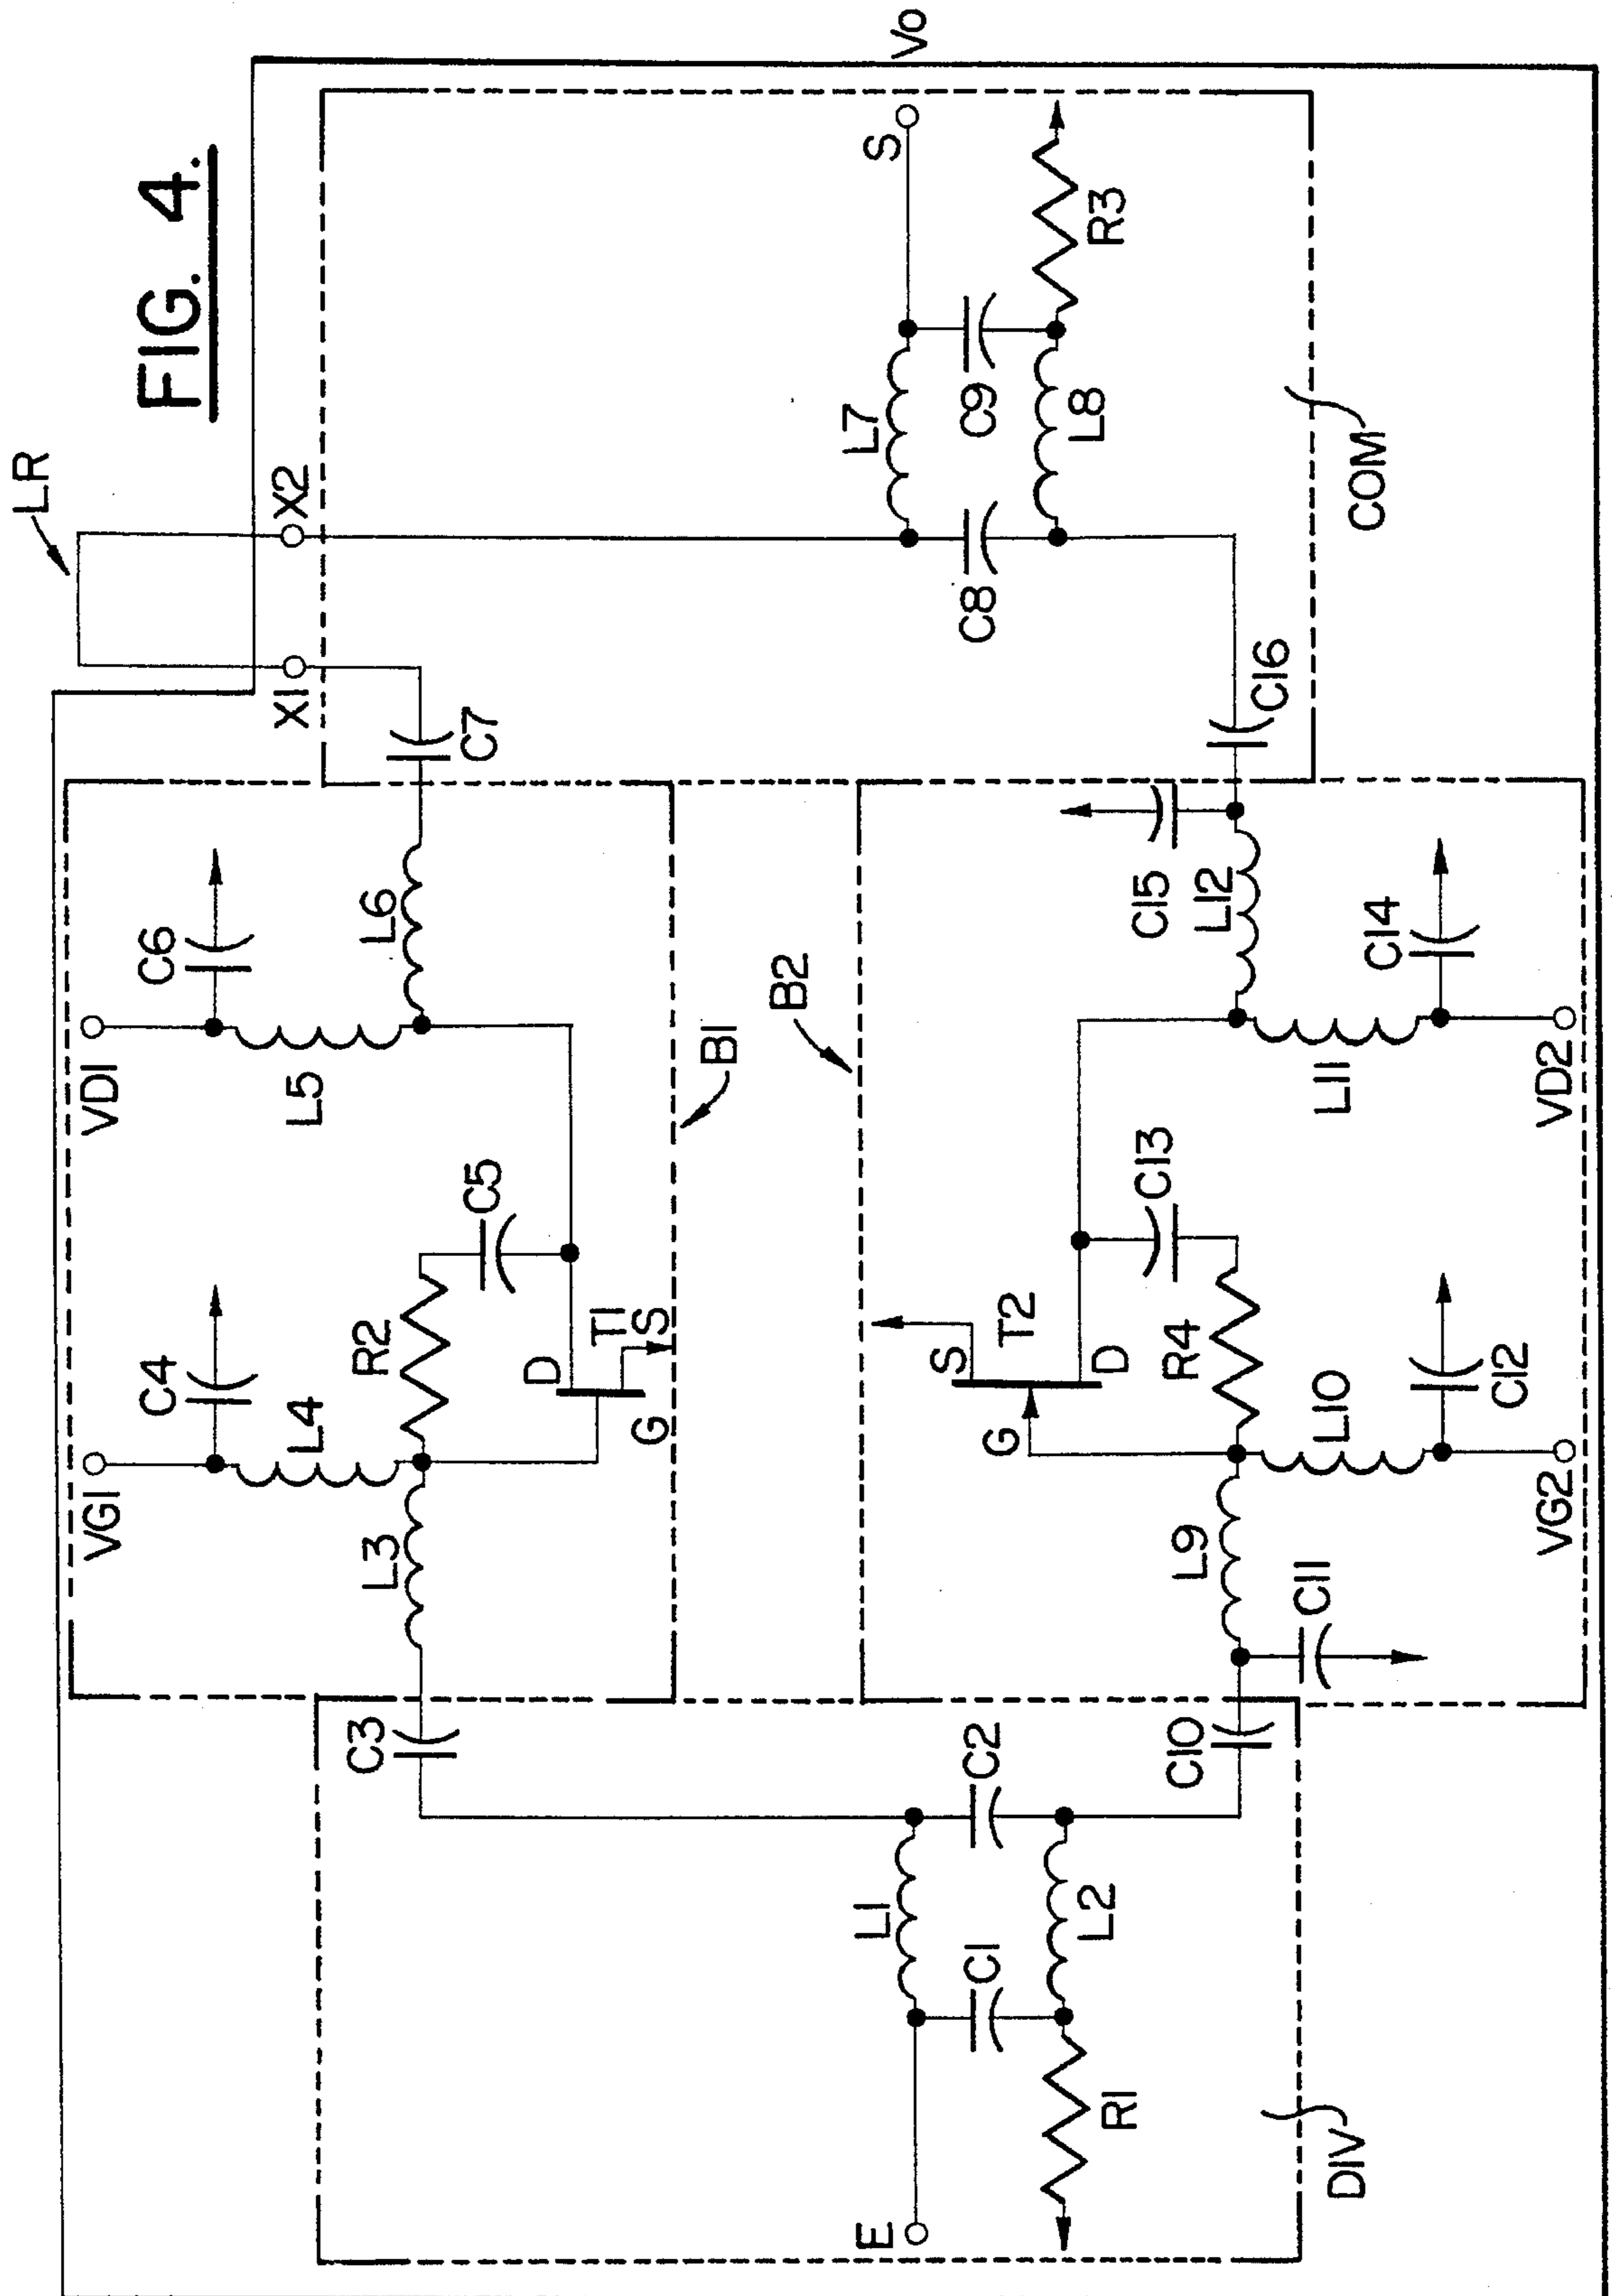 FIG. 4.
LR
X1
X2
Vo
VG1
C4
L4
VD1
C6
L5
L3
R2
C5
L6
C7
D
T1
S
G
B1
C3
B2
S
T2
G
D
C13
C15
L12
C16
R4
L9
L10
L11
C14
C11
C12
VG2
VD2
C10
C2
L1
C1
L2
R1
E
DIV
S
L7
C8
C9
L8
R3
COM